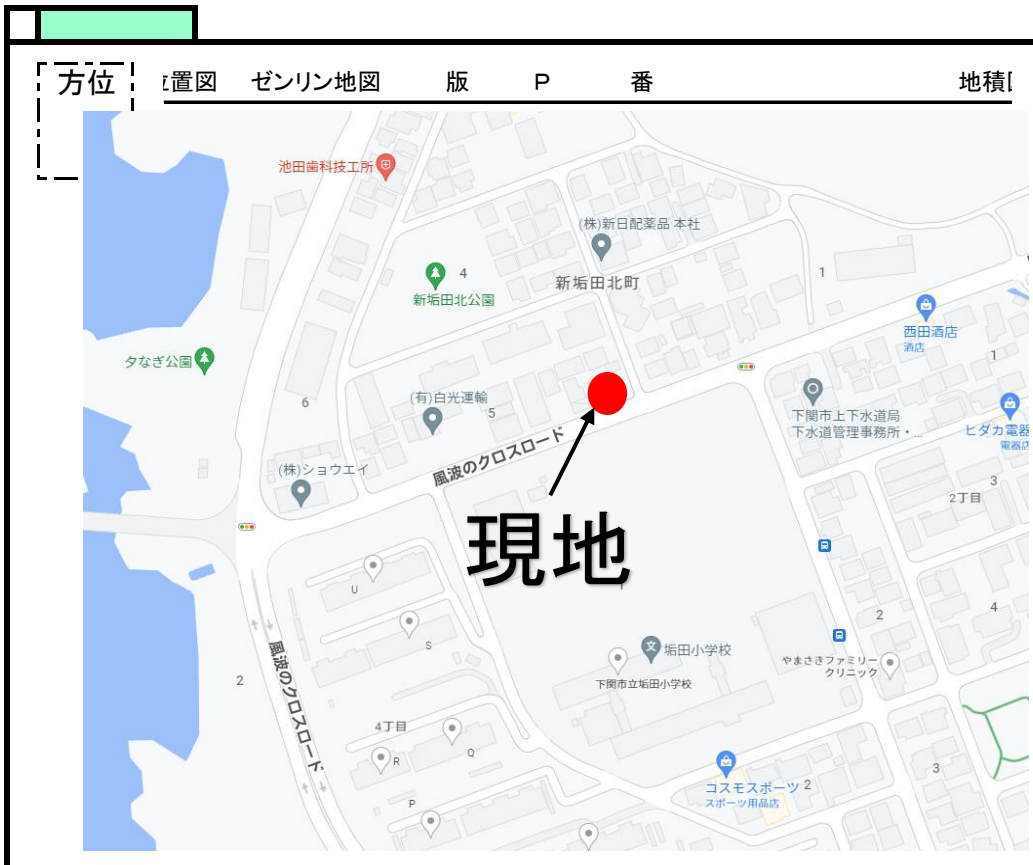 方位
位置図 ゼンリン地図 版 P 番 地積図
池田歯科技工所
(株)新日配薬品 本社
4
新垢田北町
新垢田北公園
1
西田酒店
酒店
1
夕なぎ公園
6
(有)白光運輸
5
下関市上下水道局
下水道管理事務所・...
ヒダカ電器
電器店
風波のクロスロード
(株)ショウエイ
3
2丁目
現地
U
4
S
2
垢田小学校
下関市立垢田小学校
やまさきファミリー
クリニック
風波のクロスロード
2
4丁目
R
Q
3
コスモスポーツ
スポーツ用品店
2
P